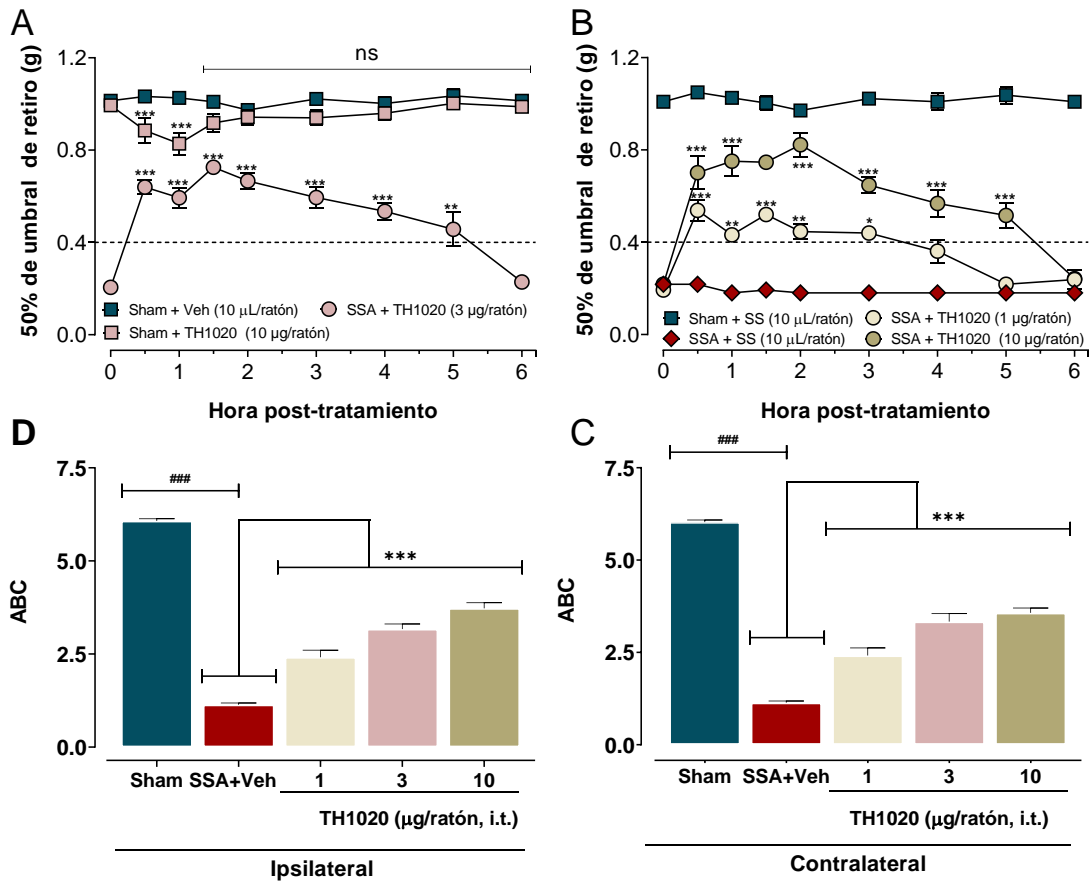 A
50% de umbral de retiro (g)
1.2
0.8
0.4
0.0
ns
***
***
***
***
***
***
***
***
**
Sham + Veh (10 μL/ratón)
SSA + TH1020 (3 μg/ratón)
Sham + TH1020 (10 μg/ratón)
0 1 2 3 4 5 6
Hora post-tratamiento
B
50% de umbral de retiro (g)
1.2
0.8
0.4
0.0
***
***
***
***
***
***
***
***
***
**
***
**
*
Sham + SS (10 μL/ratón)
SSA + TH1020 (1 μg/ratón)
SSA + SS (10 μL/ratón)
SSA + TH1020 (10 μg/ratón)
0 1 2 3 4 5 6
Hora post-tratamiento
D
ABC
7.5
5.0
2.5
0.0
###
***
Sham SSA+Veh 1 3 10
TH1020 (μg/ratón, i.t.)
Ipsilateral
C
ABC
7.5
5.0
2.5
0.0
###
***
Sham SSA+Veh 1 3 10
TH1020 (μg/ratón, i.t.)
Contralateral